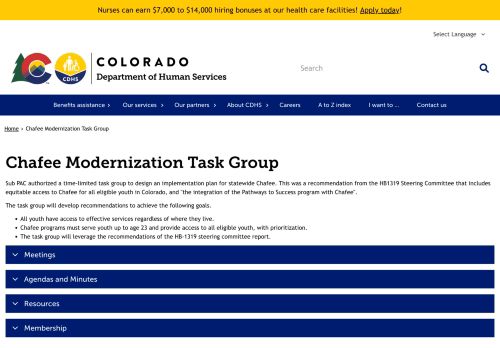 Nurses can earn $7,000 to $14,000 hiring bonuses at our health care facilities! Apply today!
Select Language
CDHS
COLORADO
Department of Human Services
Search
Benefits assistance
Our services
Our partners
About CDHS
Careers
A to Z index
I want to ...
Contact us
Home › Chafee Modernization Task Group
Chafee Modernization Task Group
Sub PAC authorized a time-limited task group to design an implementation plan for statewide Chafee. This was a recommendation from the HB1319 Steering Committee that includes
equitable access to Chafee for all eligible youth in Colorado, and "the integration of the Pathways to Success program with Chafee".
The task group will develop recommendations to achieve the following goals.
• All youth have access to effective services regardless of where they live.
• Chafee programs must serve youth up to age 23 and provide access to all eligible youth, with prioritization.
• The task group will leverage the recommendations of the HB-1319 steering committee report.
Meetings
Agendas and Minutes
Resources
Membership